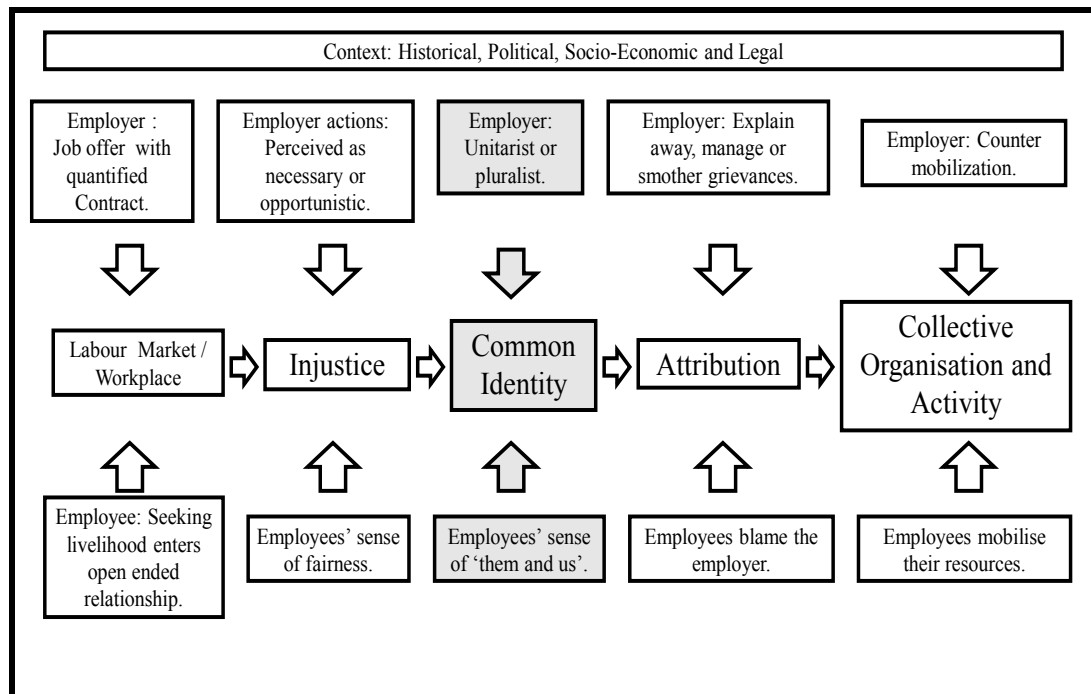 Context: Historical, Political, Socio-Economic and Legal
Employer :
Job offer with
quantified
Contract.
Employer actions:
Perceived as
necessary or
opportunistic.
Employer:
Unitarist or
pluralist.
Employer: Explain
away, manage or
smother grievances.
Employer: Counter
mobilization.
Labour Market /
Workplace
Injustice
Common
Identity
Attribution
Collective
Organisation and
Activity
Employee: Seeking
livelihood enters
open ended
relationship.
Employees’ sense
of fairness.
Employees’ sense
of ‘them and us’.
Employees blame the
employer.
Employees mobilise
their resources.